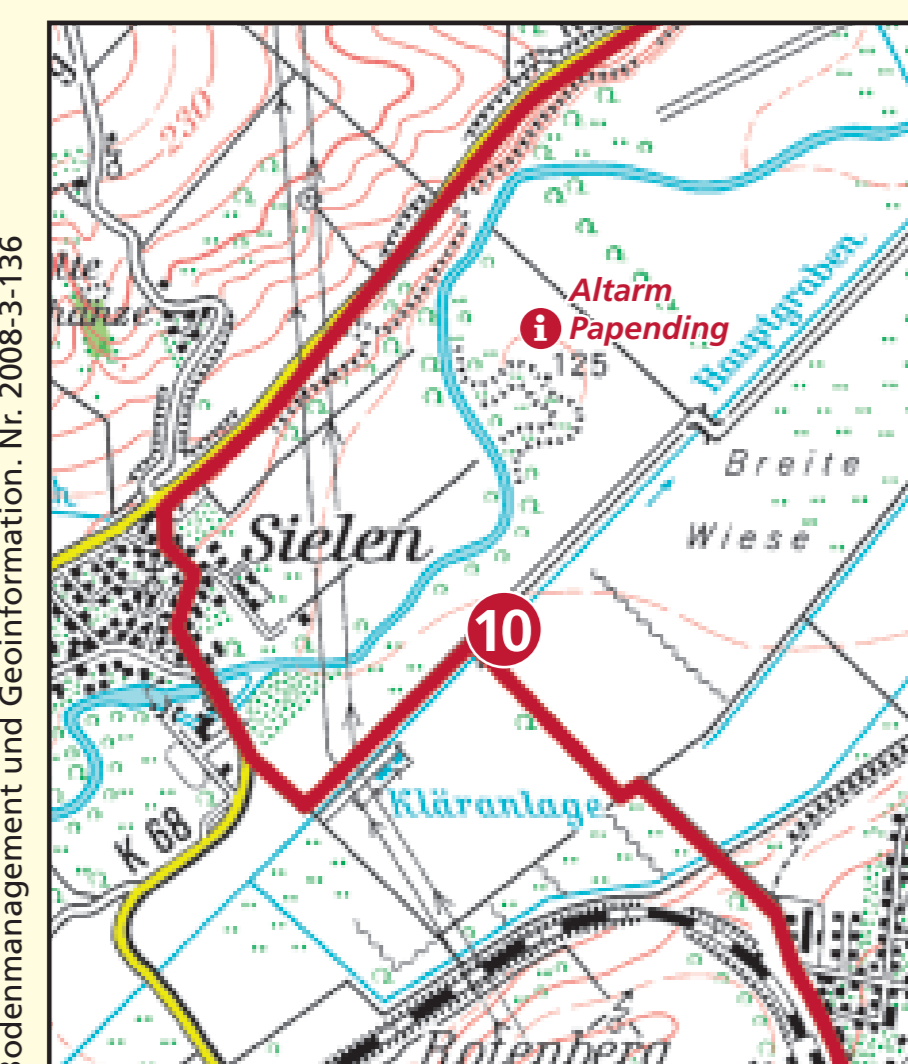 Bodenmanagement und Geoinformation. Nr. 2008-3-136
230
Alte
Altarm
Papending
125
Hauptgraben
Breite
Wiese
Sielen
10
Kläranlage
K 68
Rotenberg